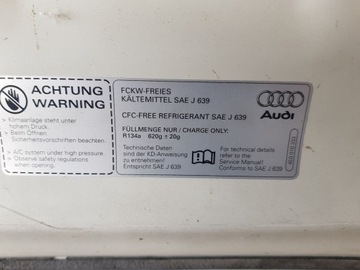 ACHTUNG
WARNING
> Klimaanlage steht unter
hohem Druck.
> Beim Öffnen
Sicherheitsvorschriften beachten.
> A/C system under high pressure
> Observe safety regulations
when opening.
FCKW-FREIES
KÄLTEMITTEL SAE J 639
CFC-FREE REFRIGERANT SAE J 639
FÜLLMENGE NUR / CHARGE ONLY:
R134a 620g ± 20g
Technische Daten
sind der KD-Anweisung
zu entnehmen!
Entspricht SAE J 639
For technical details
refer to the
Service Manual!
Conforms to SAE J 639
Audi